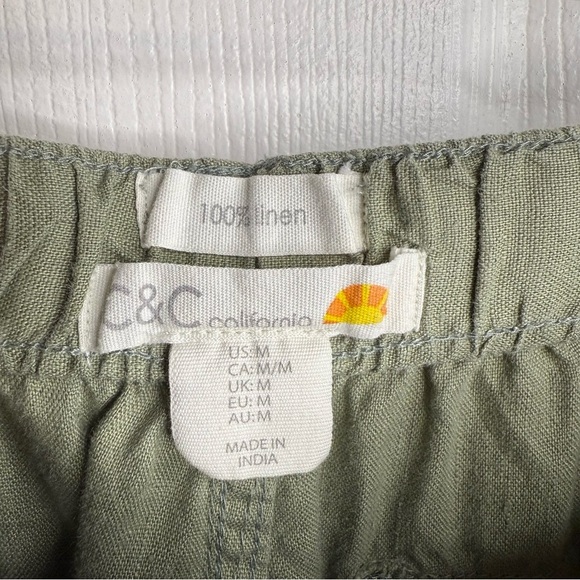 100% linen
C&C california
US:M
CA: M/M
UK: M
EU: M
AU: M
MADE IN
INDIA